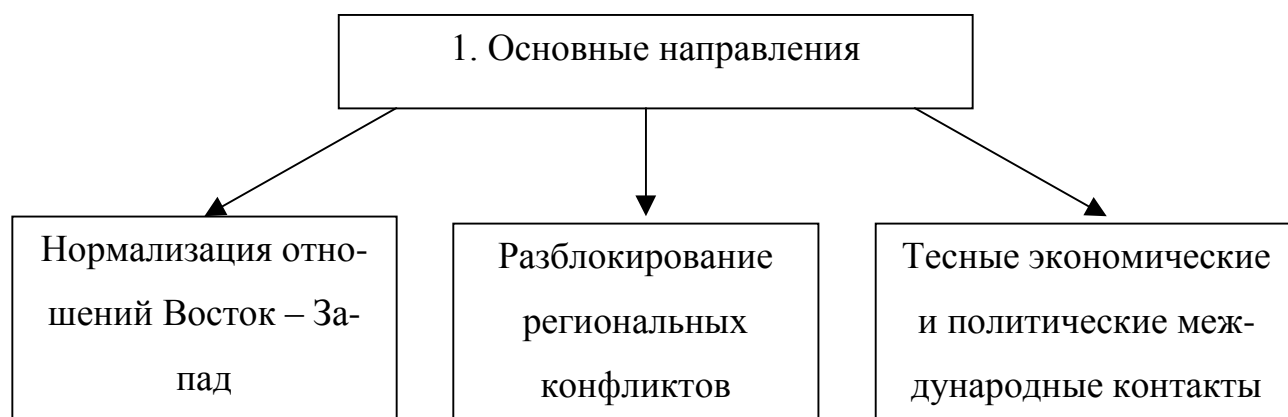 1. Основные направления
Нормализация отно-
шений Восток – За-
пад
Разблокирование
региональных
конфликтов
Тесные экономические
и политические меж-
дународные контакты